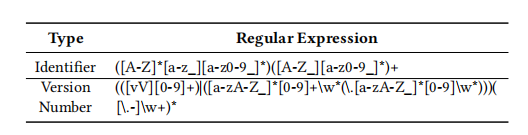 Type Regular Expression
Identifier ([A-Z]*[a-z_][a-z0-9_]*)([A-Z_][a-z0-9_]*)+
Version (([vV][0-9]+)|([a-zA-Z_]*[0-9]+\w*(\.[a-zA-Z_]*[0-9]\w*)))(
Number [\.-]\w+)*